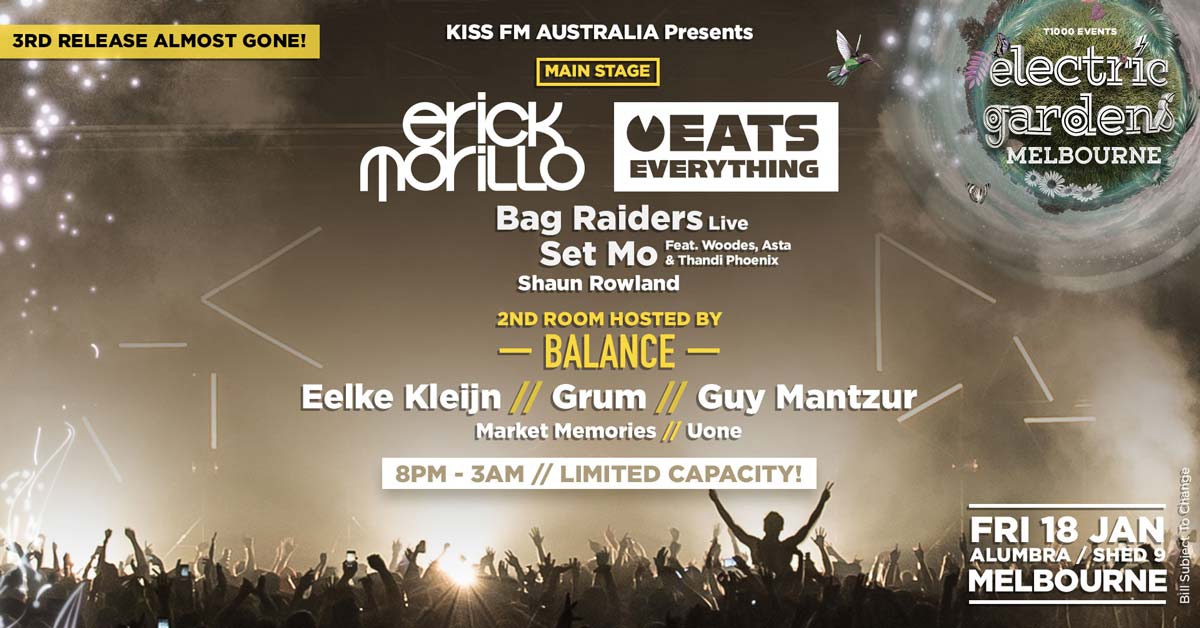 3RD RELEASE ALMOST GONE!
KISS FM AUSTRALIA Presents
MAIN STAGE
T1000 EVENTS
electric
gardens
MELBOURNE
erick
morillo
EATS
EVERYTHING
Bag Raiders Live
Set Mo Feat. Woodes, Asta
& Thandi Phoenix
Shaun Rowland
2ND ROOM HOSTED BY
— BALANCE —
Eelke Kleijn // Grum // Guy Mantzur
Market Memories // Uone
8PM - 3AM // LIMITED CAPACITY!
FRI 18 JAN
ALUMBRA / SHED 9
MELBOURNE
Bill Subject To Change